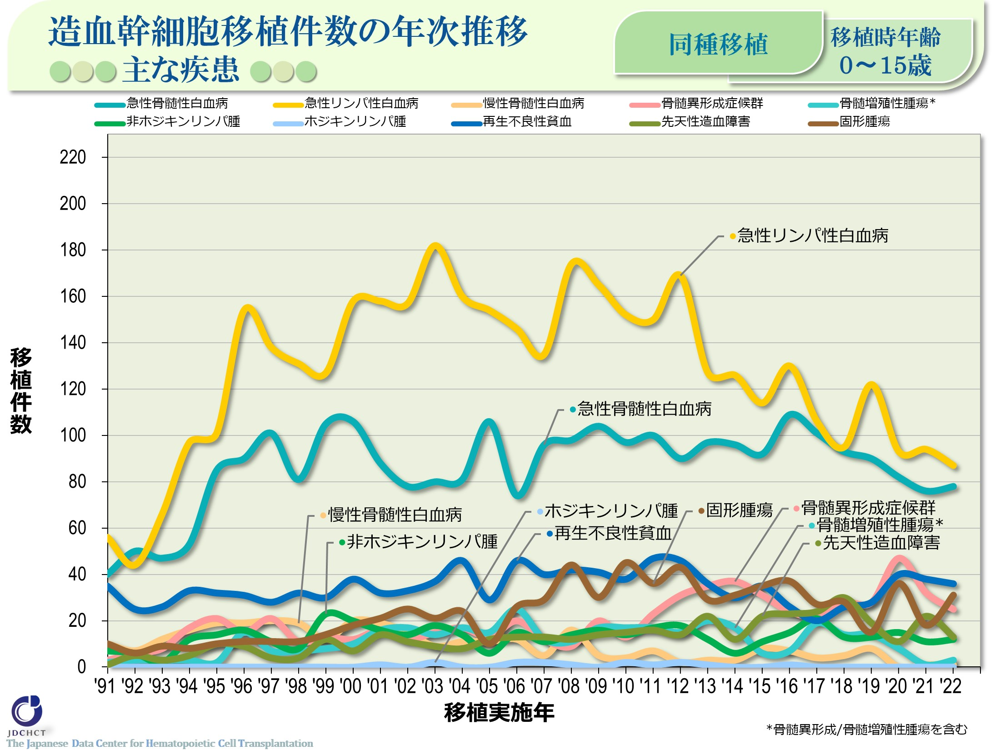 造血幹細胞移植件数の年次推移
主な疾患
同種移植
移植時年齢
0～15歳
急性骨髄性白血病
急性リンパ性白血病
慢性骨髄性白血病
骨髄異形成症候群
骨髄増殖性腫瘍*
非ホジキンリンパ腫
ホジキンリンパ腫
再生不良性貧血
先天性造血障害
固形腫瘍
220
200
180
160
140
120
100
80
60
40
20
0
移植件数
急性リンパ性白血病
急性骨髄性白血病
慢性骨髄性白血病
非ホジキンリンパ腫
ホジキンリンパ腫
再生不良性貧血
固形腫瘍
骨髄異形成症候群
骨髄増殖性腫瘍*
先天性造血障害
'91 '92 '93 '94 '95 '96 '97 '98 '99 '00 '01 '02 '03 '04 '05 '06 '07 '08 '09 '10 '11 '12 '13 '14 '15 '16 '17 '18 '19 '20 '21 '22
移植実施年
*骨髄異形成/骨髄増殖性腫瘍を含む
JDCHCT
The Japanese Data Center for Hematopoietic Cell Transplantation